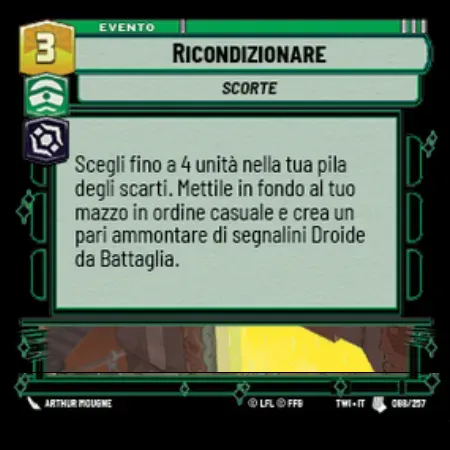 EVENTO
3
RICONDIZIONARE
SCORTE
Scegli fino a 4 unità nella tua pila
degli scarti. Mettile in fondo al tuo
mazzo in ordine casuale e crea un
pari ammontare di segnalini Droide
da Battaglia.
ARTHUR MOUGNE
© LFL © FFG
TWI • IT
088/257